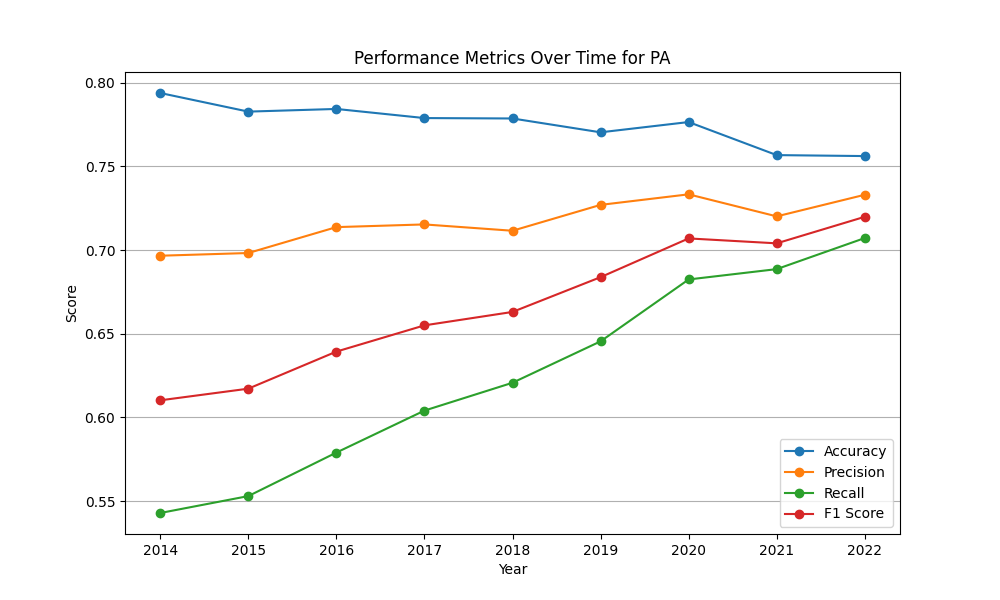 Performance Metrics Over Time for PA
0.80
0.75
0.70
0.65
0.60
0.55
Score
Accuracy
Precision
Recall
F1 Score
2014 2015 2016 2017 2018 2019 2020 2021 2022
Year